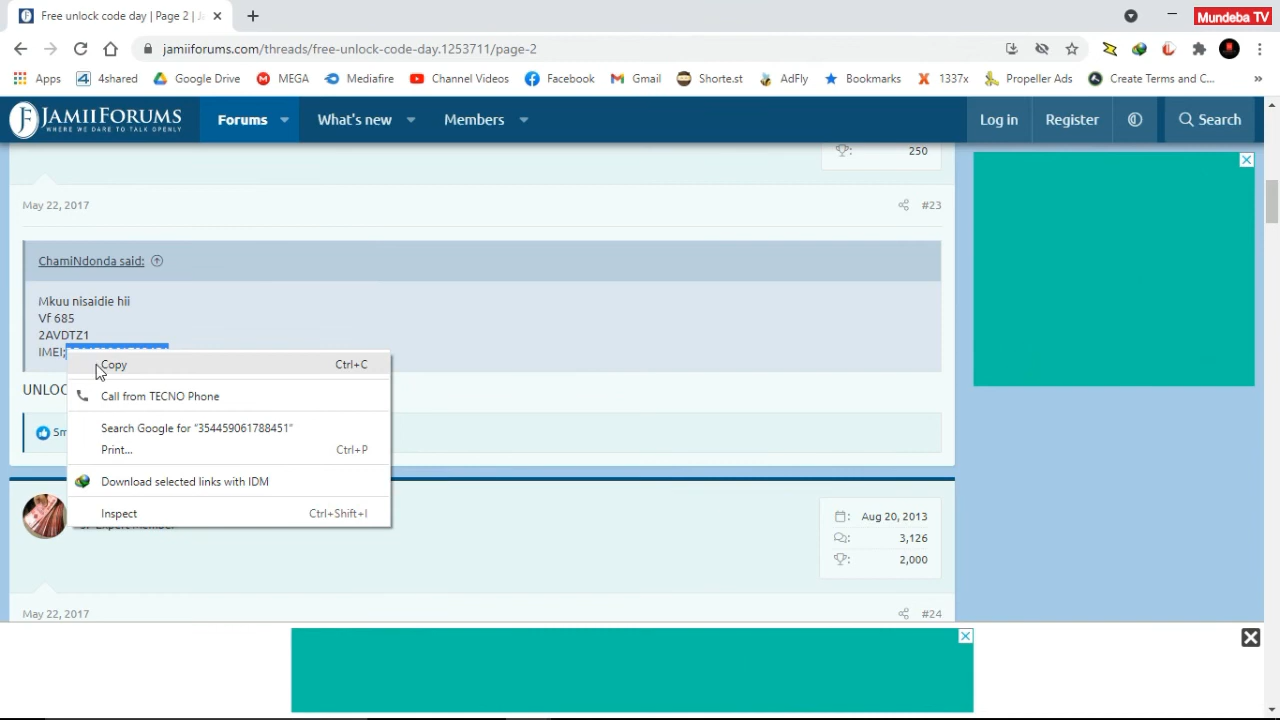 Free unlock code day | Page 2 | J
Mundeba TV
jamiiforums.com/threads/free-unlock-code-day.1253711/page-2
Apps 4shared Google Drive MEGA Mediafire Channel Videos Facebook Gmail Shorte.st AdFly Bookmarks 1337x Propeller Ads Create Terms and C... »
JAMIIFORUMS Forums What's new Members Log in Register Search
WHERE WE DARE TO TALK OPENLY
250
May 22, 2017 #23
ChamiNdonda said:
Mkuu nisaidie hii
Vf 685
2AVDTZ1
IMEI;
Copy Ctrl+C
UNLOC
Call from TECNO Phone
Search Google for “354459061788451”
Print... Ctrl+P
Download selected links with IDM
Inspect Ctrl+Shift+I
Aug 20, 2013
3,126
2,000
May 22, 2017 #24